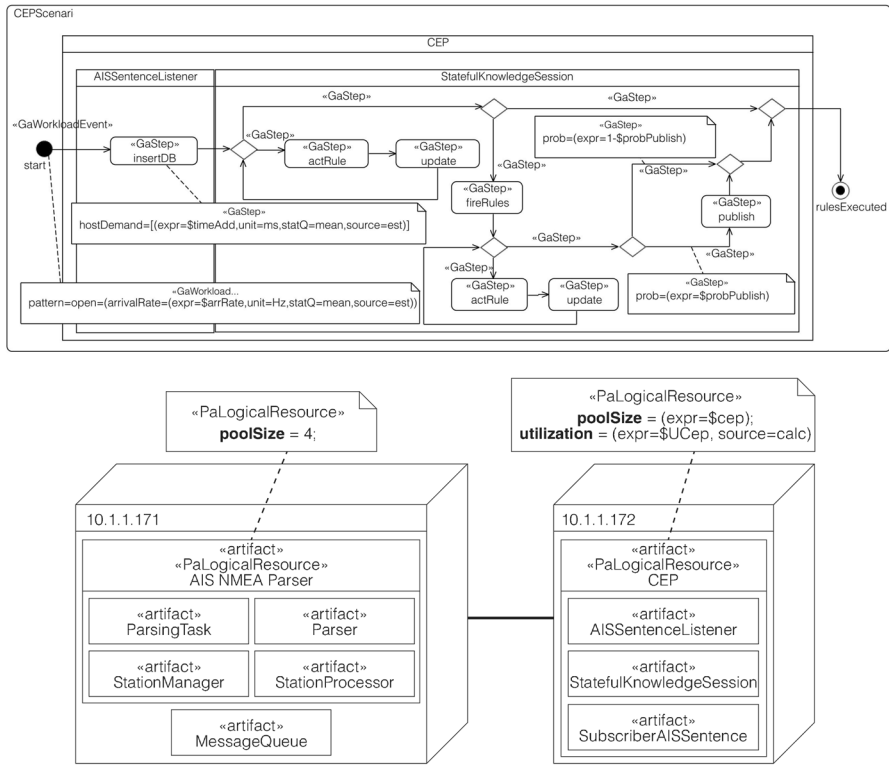 CEPScenari
CEP
AISSentenceListener
StatefulKnowledgeSession
«GaWorkloadEvent»
start
«GaStep»
insertDB
«GaStep»
«GaStep»
«GaStep»
actRule
«GaStep»
update
«GaStep»
«GaStep»
prob=(expr=1-$probPublish)
«GaStep»
«GaStep»
fireRules
«GaStep»
publish
rulesExecuted
«GaStep»
hostDemand=[(expr=$timeAdd,unit=ms,statQ=mean,source=est)]
«GaStep»
«GaStep»
«GaStep»
«GaStep»
actRule
«GaStep»
update
«GaStep»
prob=(expr=$probPublish)
«GaWorkload...
pattern=open=(arrivalRate=(expr=$arrRate,unit=Hz,statQ=mean,source=est))
«PaLogicalResource»
poolSize = 4;
«PaLogicalResource»
poolSize = (expr=$cep);
utilization = (expr=$UCep, source=calc)
10.1.1.171
«artifact»
«PaLogicalResource»
AIS NMEA Parser
«artifact»
ParsingTask
«artifact»
Parser
«artifact»
StationManager
«artifact»
StationProcessor
«artifact»
MessageQueue
10.1.1.172
«artifact»
«PaLogicalResource»
CEP
«artifact»
AISSentenceListener
«artifact»
StatefulKnowledgeSession
«artifact»
SubscriberAISSentence